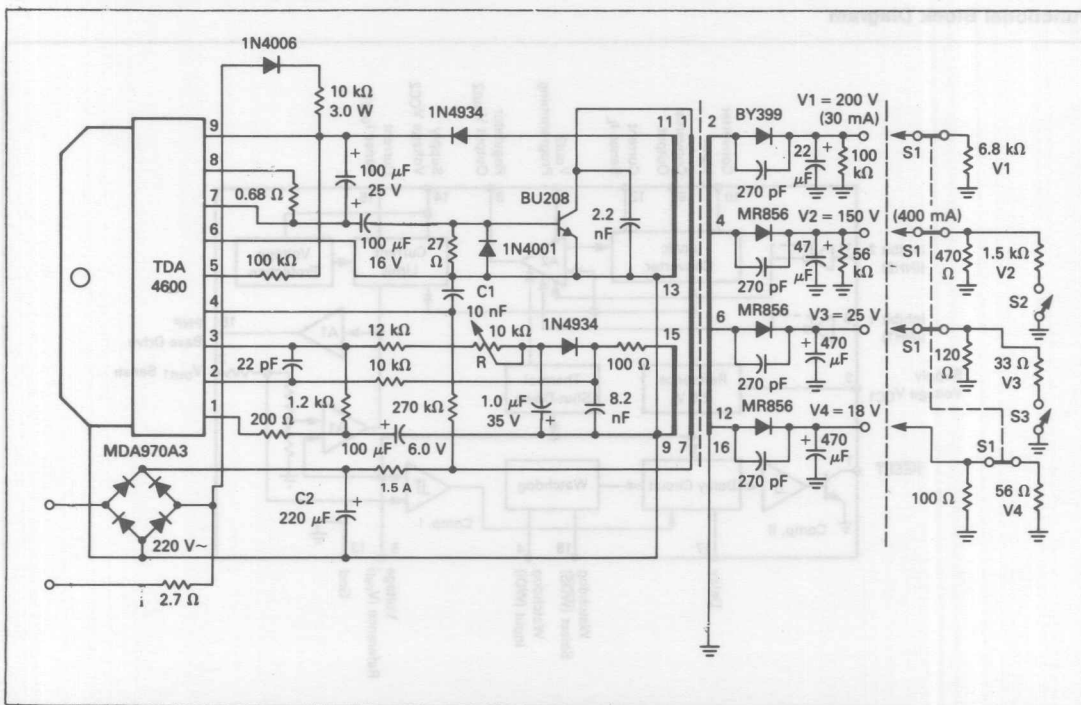 Functional Block Diagram
1N4006
10 kΩ
3.0 W
1N4934
9
8
7
6
5
4
3
2
1
TDA
4600
0.68 Ω
+
100 µF
25 V
+
100 µF
16 V
27
Ω
1N4001
BU208
2.2
nF
11
1
13
15
9
7
100 kΩ
C1
10 nF
12 kΩ
10 kΩ
R
1N4934
100 Ω
22 pF
10 kΩ
1.2 kΩ
270 kΩ
1.0 µF
35 V
+
8.2
nF
200 Ω
+
100 µF
6.0 V
MDA970A3
1.5 A
C2
220 µF
+
220 V~
2.7 Ω
2
4
6
12
16
BY399
V1 = 200 V
(30 mA)
270 pF
22
µF
+
100
kΩ
S1
6.8 kΩ
V1
MR856
V2 = 150 V
(400 mA)
270 pF
47
µF
+
56
kΩ
S1
470
Ω
1.5 kΩ
V2
S2
MR856
V3 = 25 V
270 pF
+
470
µF
S1
120
Ω
33 Ω
V3
S3
MR856
V4 = 18 V
270 pF
+
470
µF
S1
100 Ω
56 Ω
V4